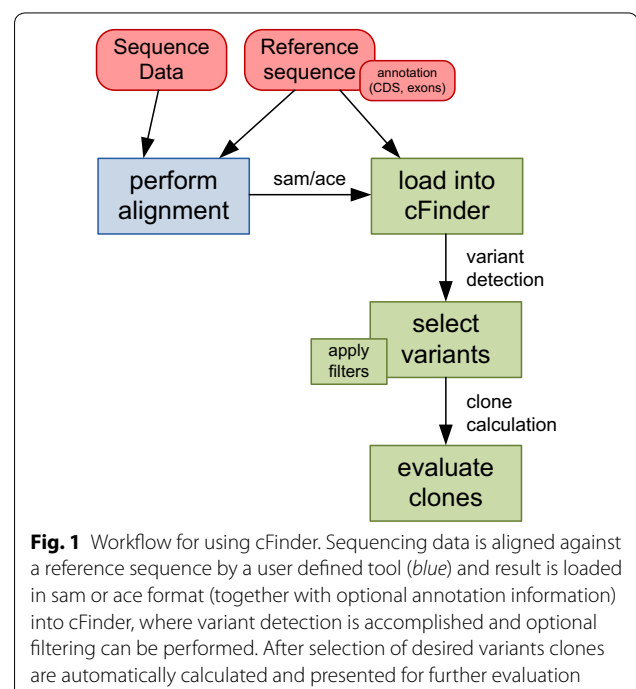 Sequence
Data
Reference
sequence
annotation
(CDS, exons)
perform
alignment
sam/ace
load into
cFinder
variant
detection
select
variants
apply
filters
clone
calculation
evaluate
clones
Fig. 1 Workflow for using cFinder. Sequencing data is aligned against
a reference sequence by a user defined tool (blue) and result is loaded
in sam or ace format (together with optional annotation information)
into cFinder, where variant detection is accomplished and optional
filtering can be performed. After selection of desired variants clones
are automatically calculated and presented for further evaluation